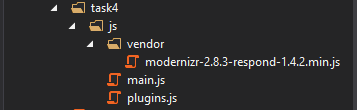 task4
js
vendor
modernizr-2.8.3-respond-1.4.2.min.js
main.js
plugins.js